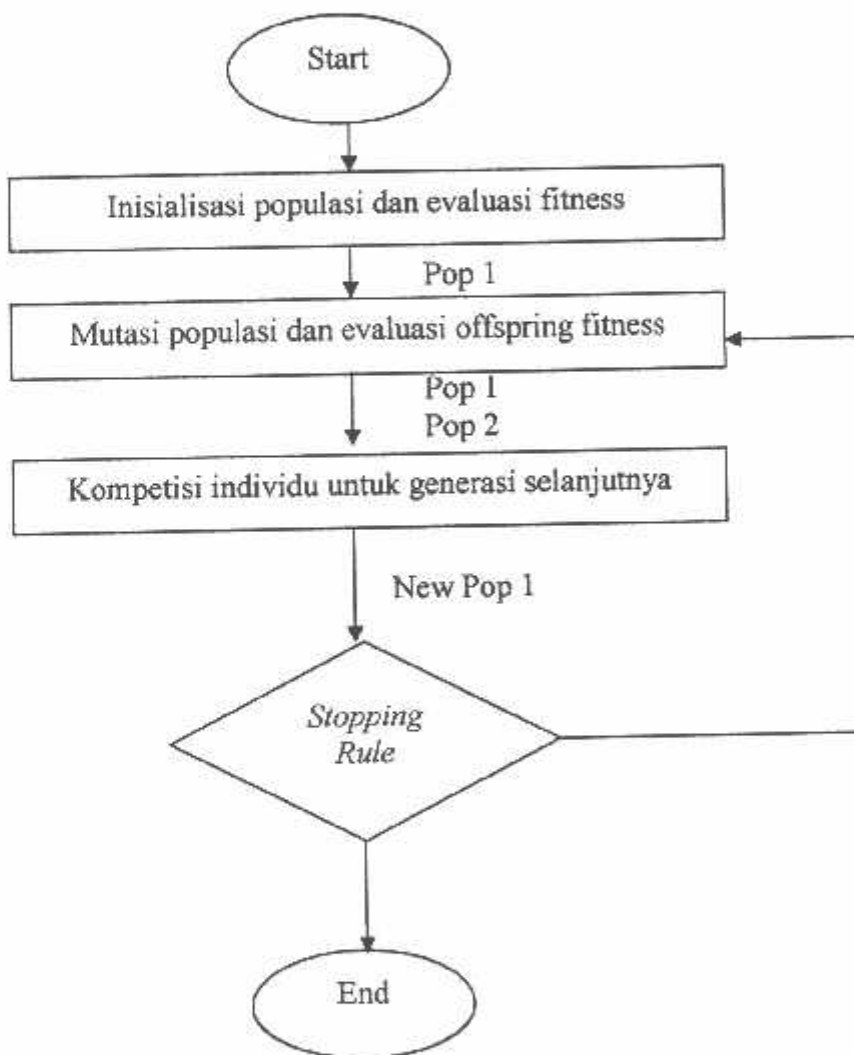 Start
Inisialisasi populasi dan evaluasi fitness
Pop 1
Mutasi populasi dan evaluasi offspring fitness
Pop 1
Pop 2
Kompetisi individu untuk generasi selanjutnya
New Pop 1
Stopping
Rule
End